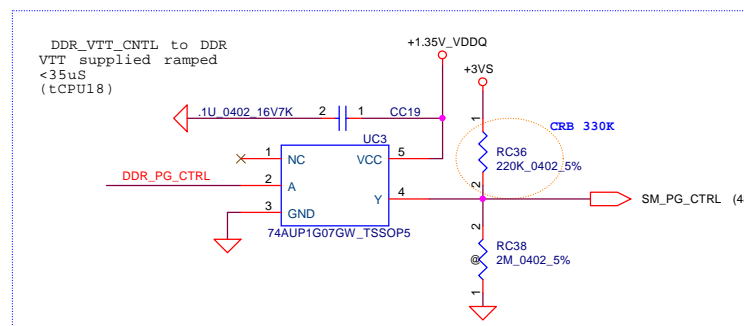 DDR_VTT_CNTL to DDR
VTT supplied ramped
<35uS
(tCPU18)
+1.35V_VDDQ
+3VS
.1U_0402_16V7K
2
1
CC19
1
CRB 330K
UC3
1
NC
VCC
5
RC36
220K_0402_5%
DDR_PG_CTRL
2
A
2
3
GND
Y
4
SM_PG_CTRL (4
74AUP1G07GW_TSSOP5
2
RC38
@
2M_0402_5%
1